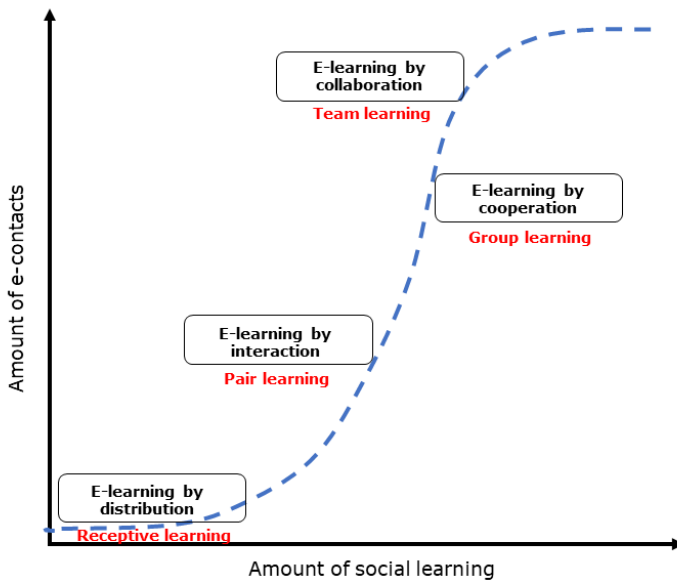 E-learning by
collaboration
Team learning
E-learning by
cooperation
Group learning
Amount of e-contacts
E-learning by
interaction
Pair learning
E-learning by
distribution
Receptive learning
Amount of social learning